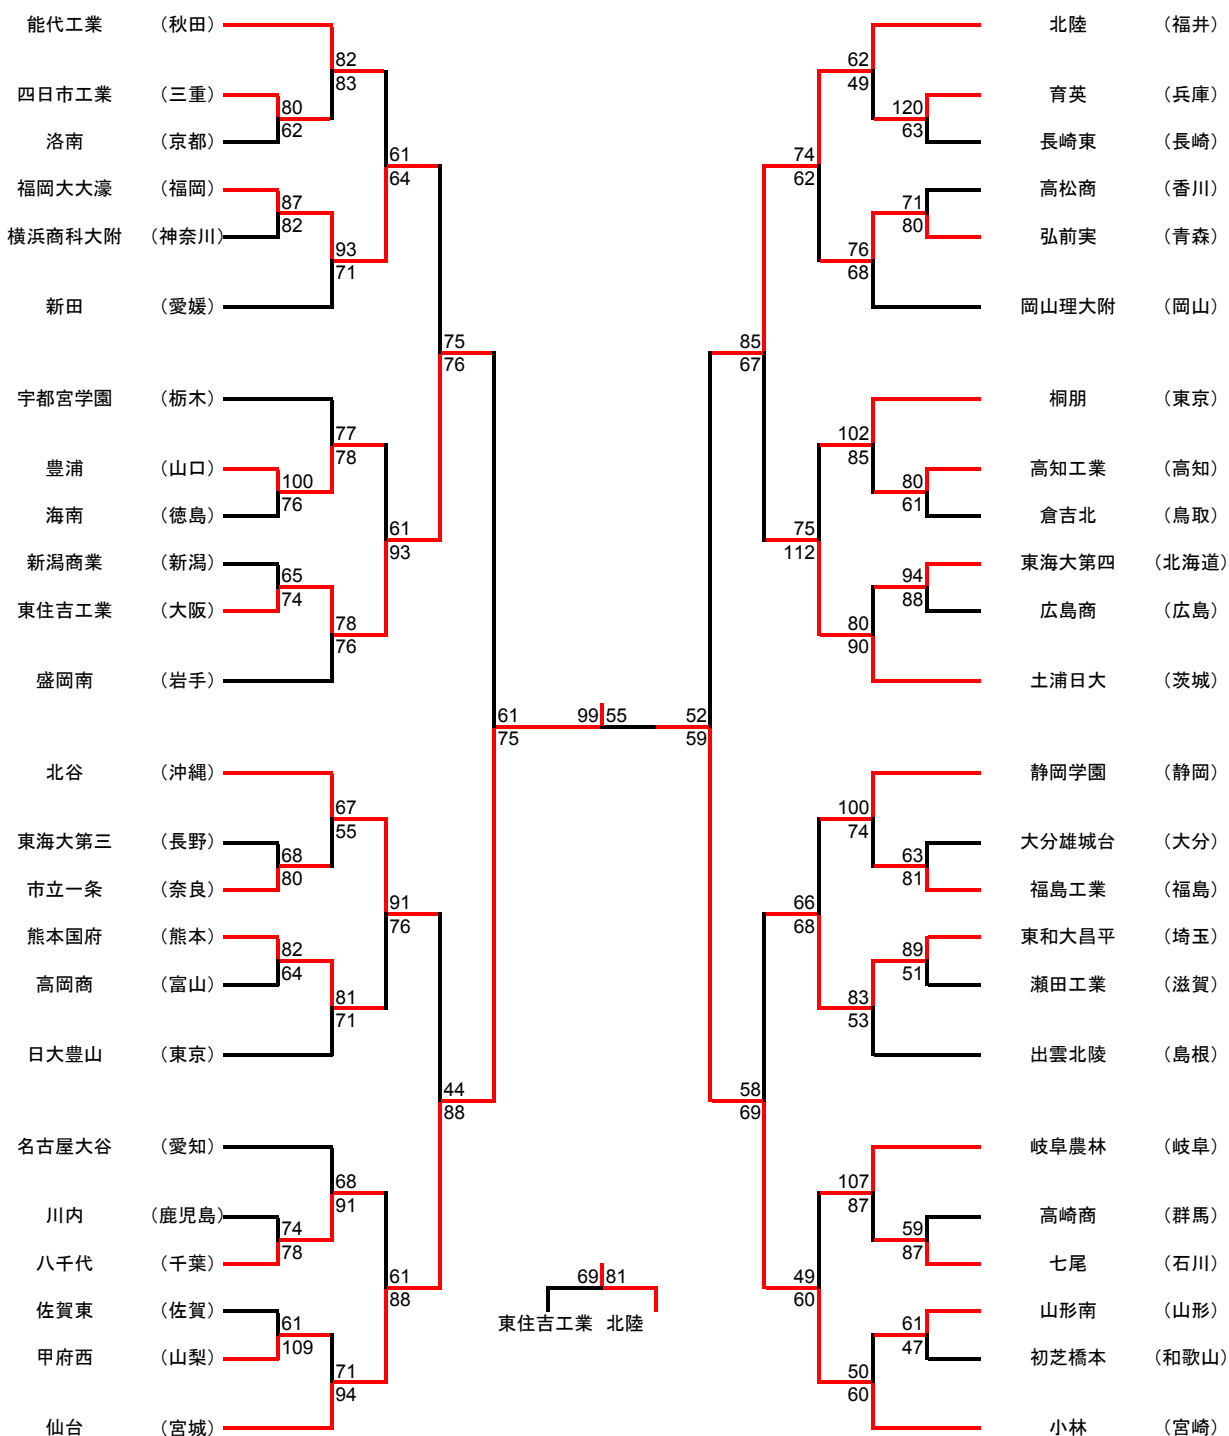 能代工業 （秋田）
82
83
四日市工業 （三重）
80
62
洛南 （京都）
61
64
福岡大大濠 （福岡）
87
82
横浜商科大附 （神奈川）
93
71
新田 （愛媛）
75
76
宇都宮学園 （栃木）
77
78
豊浦 （山口）
100
76
海南 （徳島）
61
93
新潟商業 （新潟）
65
74
東住吉工業 （大阪）
78
76
盛岡南 （岩手）
61
75
北谷 （沖縄）
67
55
東海大第三 （長野）
68
80
市立一条 （奈良）
91
76
熊本国府 （熊本）
82
64
高岡商 （富山）
81
71
日大豊山 （東京）
44
88
名古屋大谷 （愛知）
68
91
川内 （鹿児島）
74
78
八千代 （千葉）
61
88
佐賀東 （佐賀）
61
109
甲府西 （山梨）
71
94
仙台 （宮城）
99 55
69 81
東住吉工業 北陸
北陸 （福井）
62
49
育英 （兵庫）
120
63
長崎東 （長崎）
74
62
高松商 （香川）
71
80
弘前実 （青森）
76
68
岡山理大附 （岡山）
85
67
桐朋 （東京）
102
85
高知工業 （高知）
80
61
倉吉北 （鳥取）
75
112
東海大第四 （北海道）
94
88
広島商 （広島）
80
90
土浦日大 （茨城）
52
59
静岡学園 （静岡）
100
74
大分雄城台 （大分）
63
81
福島工業 （福島）
66
68
東和大昌平 （埼玉）
89
51
瀬田工業 （滋賀）
83
53
出雲北陵 （島根）
58
69
岐阜農林 （岐阜）
107
87
高崎商 （群馬）
59
87
七尾 （石川）
49
60
山形南 （山形）
61
47
初芝橋本 （和歌山）
50
60
小林 （宮崎）